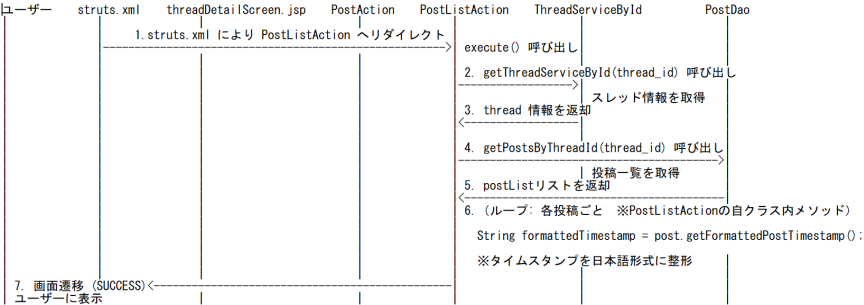 ユーザー struts.xml threadDetailScreen.jsp PostAction PostListAction ThreadServiceById PostDao
1.struts.xml により PostListAction へリダイレクト
execute() 呼び出し
2. getThreadServiceById(thread_id) 呼び出し
スレッド情報を取得
3. thread 情報を返却
4. getPostsByThreadId(thread_id) 呼び出し
投稿一覧を取得
5. postListリストを返却
6. (ループ: 各投稿ごと ※PostListActionの自クラス内メソッド)
String formattedTimestamp = post.getFormattedPostTimestamp();
※タイムスタンプを日本語形式に整形
7. 画面遷移 (SUCCESS)
ユーザーに表示